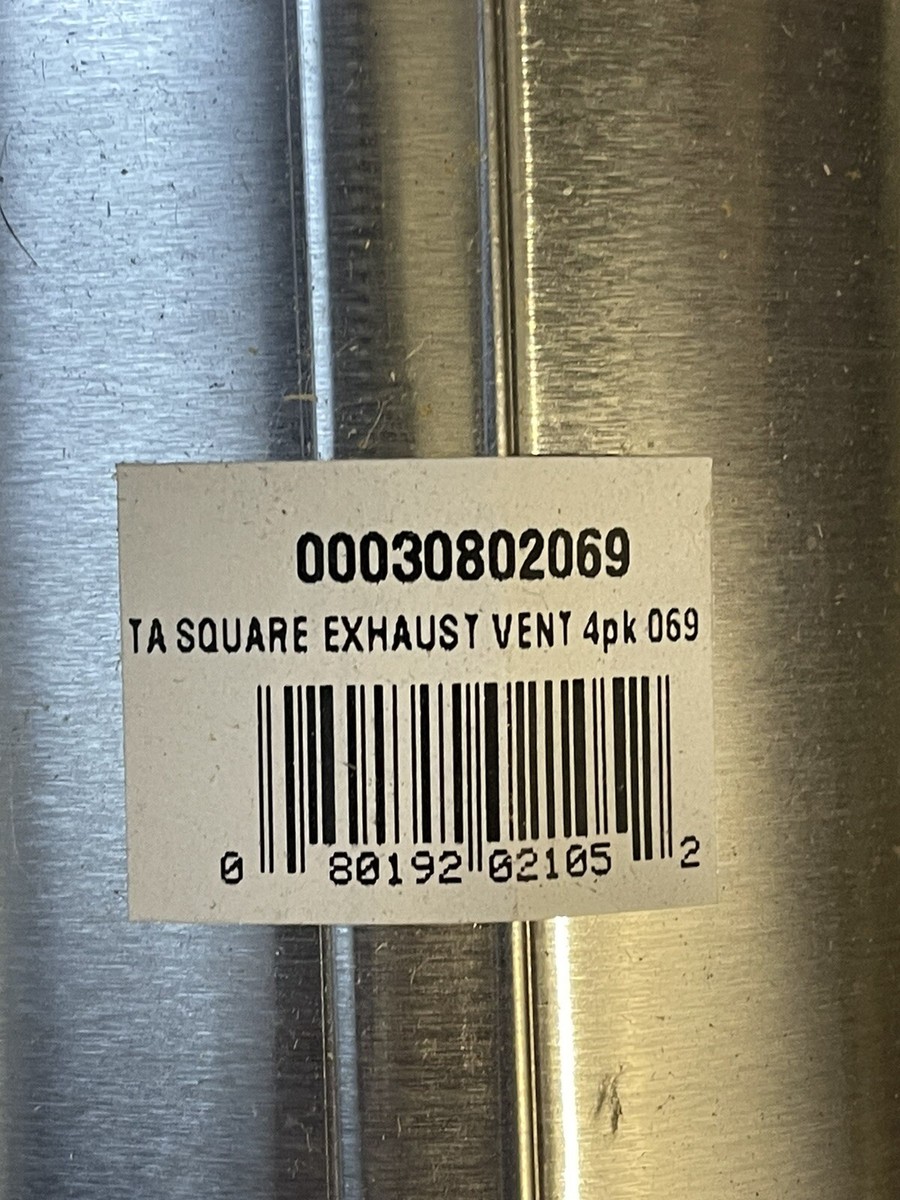 00030802069
TA SQUARE EXHAUST VENT 4pk 069
0 80192 02105 2